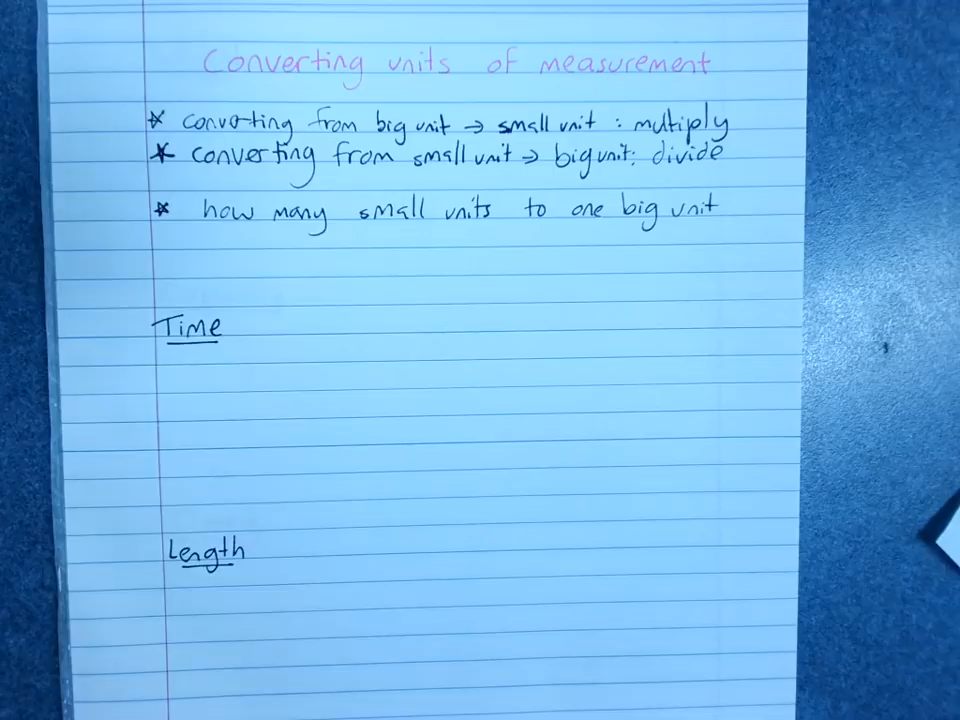 Converting units of measurement
* converting from big unit → small unit : multiply
* converting from small unit → big unit: divide
* how many small units to one big unit
Time
Length